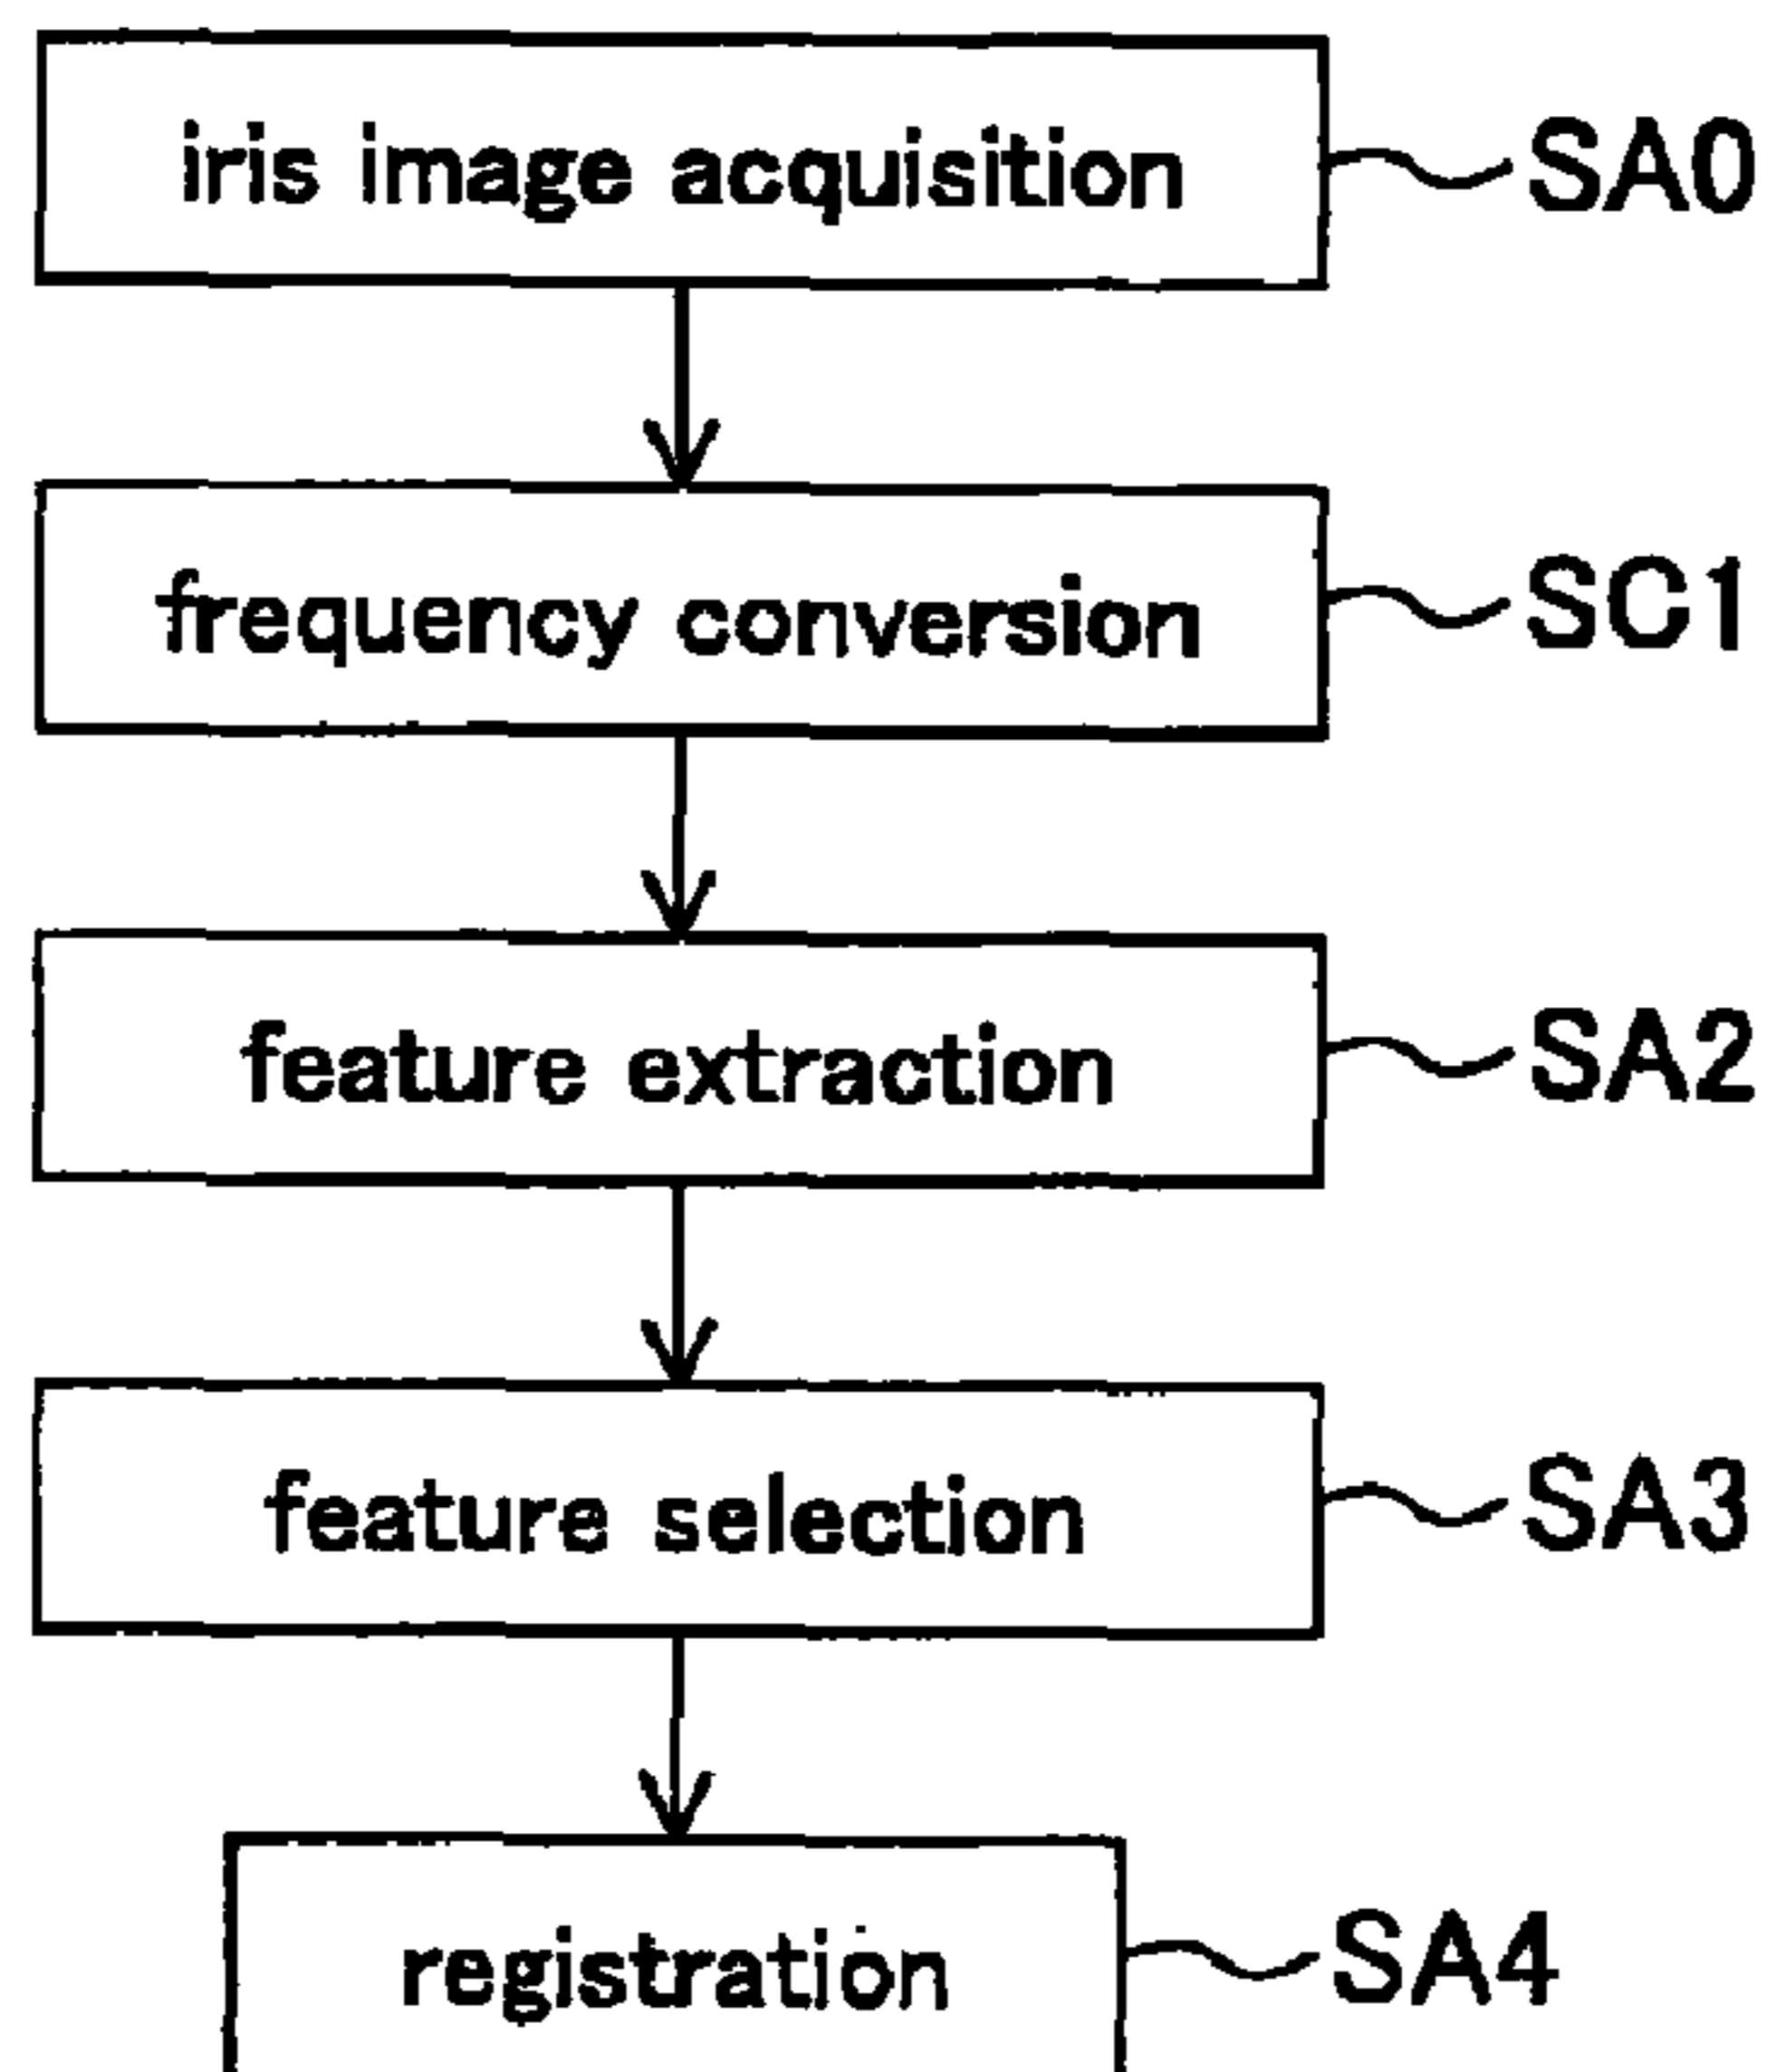 iris image acquisition SA0
frequency conversion SC1
feature extraction SA2
feature selection SA3
registration SA4